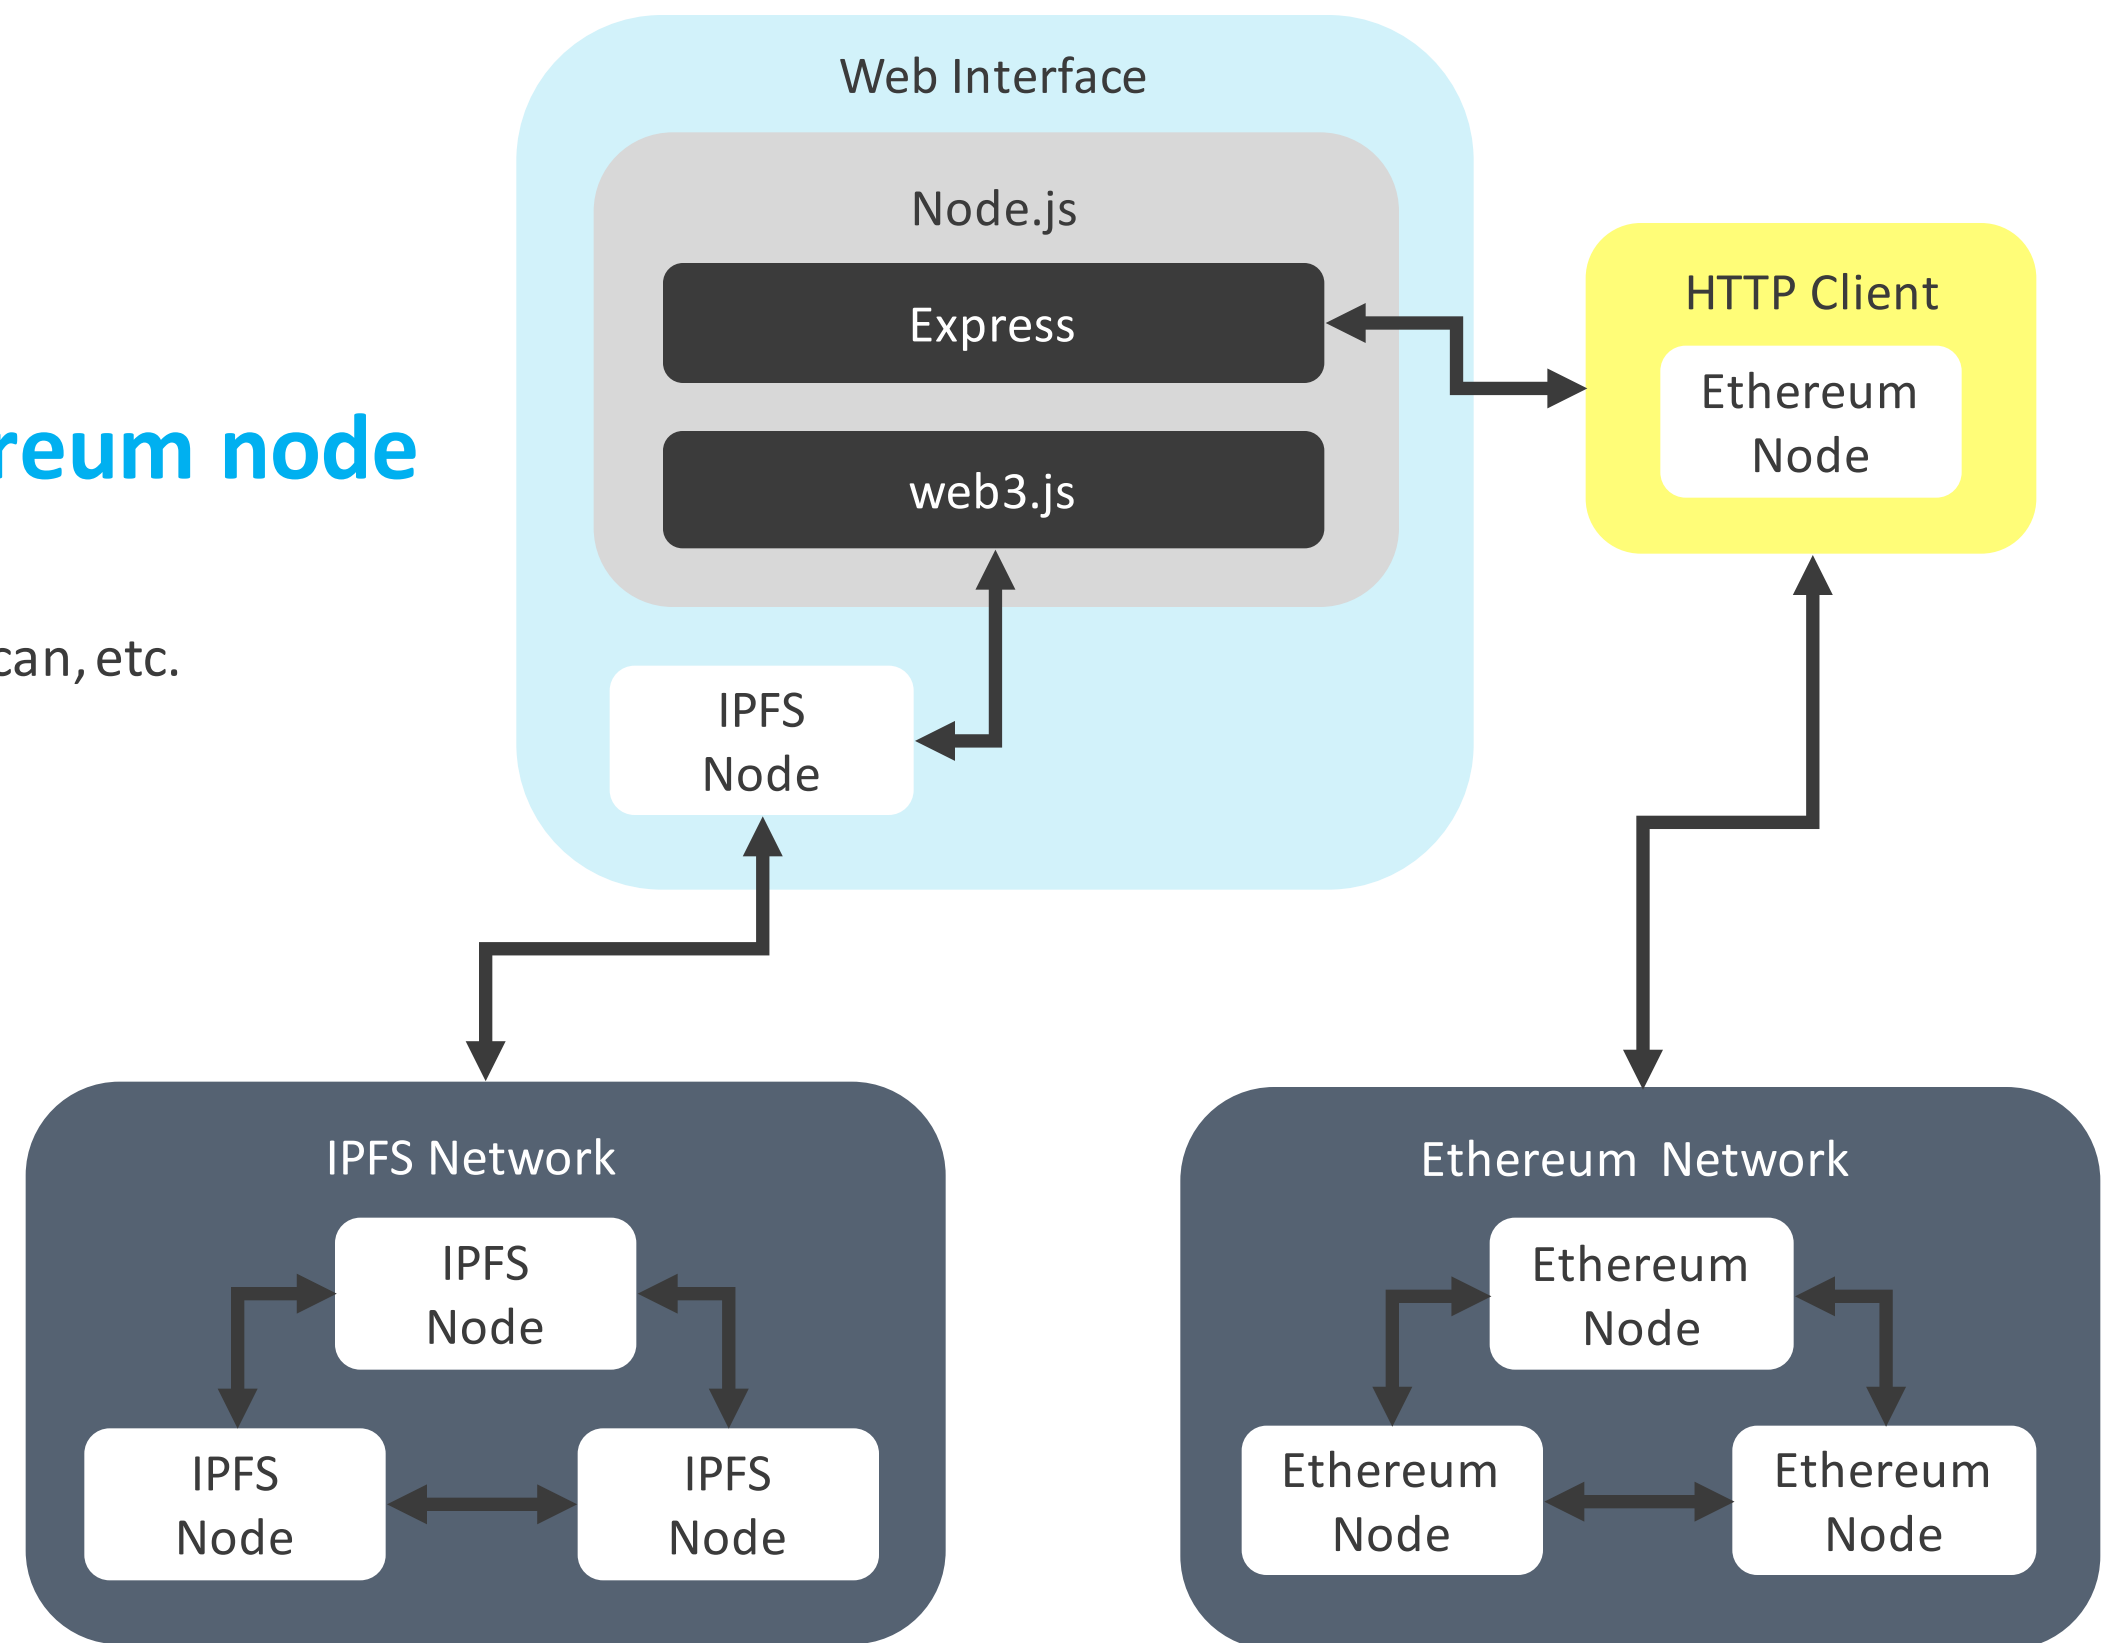 Web Interface
Node.js
Express
web3.js
HTTP Client
Ethereum
Node
reum node
can, etc.
IPFS
Node
IPFS Network
IPFS
Node
IPFS
Node
IPFS
Node
Ethereum Network
Ethereum
Node
Ethereum
Node
Ethereum
Node